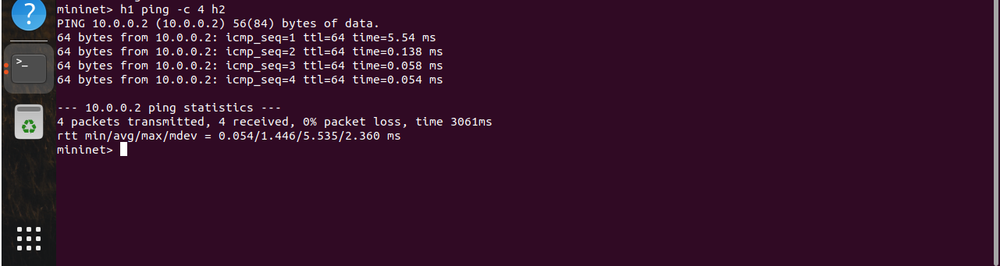 mininet> h1 ping -c 4 h2
PING 10.0.0.2 (10.0.0.2) 56(84) bytes of data.
64 bytes from 10.0.0.2: icmp_seq=1 ttl=64 time=5.54 ms
64 bytes from 10.0.0.2: icmp_seq=2 ttl=64 time=0.138 ms
64 bytes from 10.0.0.2: icmp_seq=3 ttl=64 time=0.058 ms
64 bytes from 10.0.0.2: icmp_seq=4 ttl=64 time=0.054 ms
--- 10.0.0.2 ping statistics ---
4 packets transmitted, 4 received, 0% packet loss, time 3061ms
rtt min/avg/max/mdev = 0.054/1.446/5.535/2.360 ms
mininet>